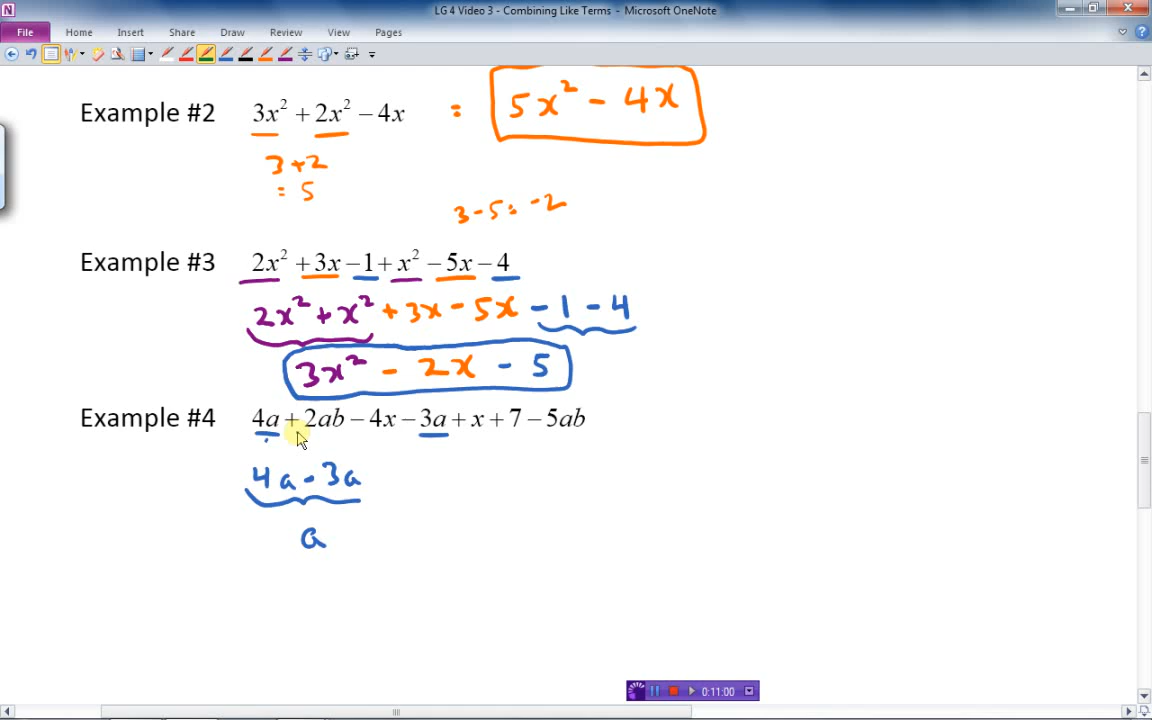 LG 4 Video 3 - Combining Like Terms - Microsoft OneNote
File Home Insert Share Draw Review View Pages
Example #2 3x² + 2x² − 4x = 5x² − 4x
3 + 2
= 5
3 - 5 = -2
Example #3 2x² + 3x − 1 + x² − 5x − 4
2x² + x² + 3x − 5x − 1 − 4
3x² − 2x − 5
Example #4 4a + 2ab − 4x − 3a + x + 7 − 5ab
4a - 3a
a
0:11:00